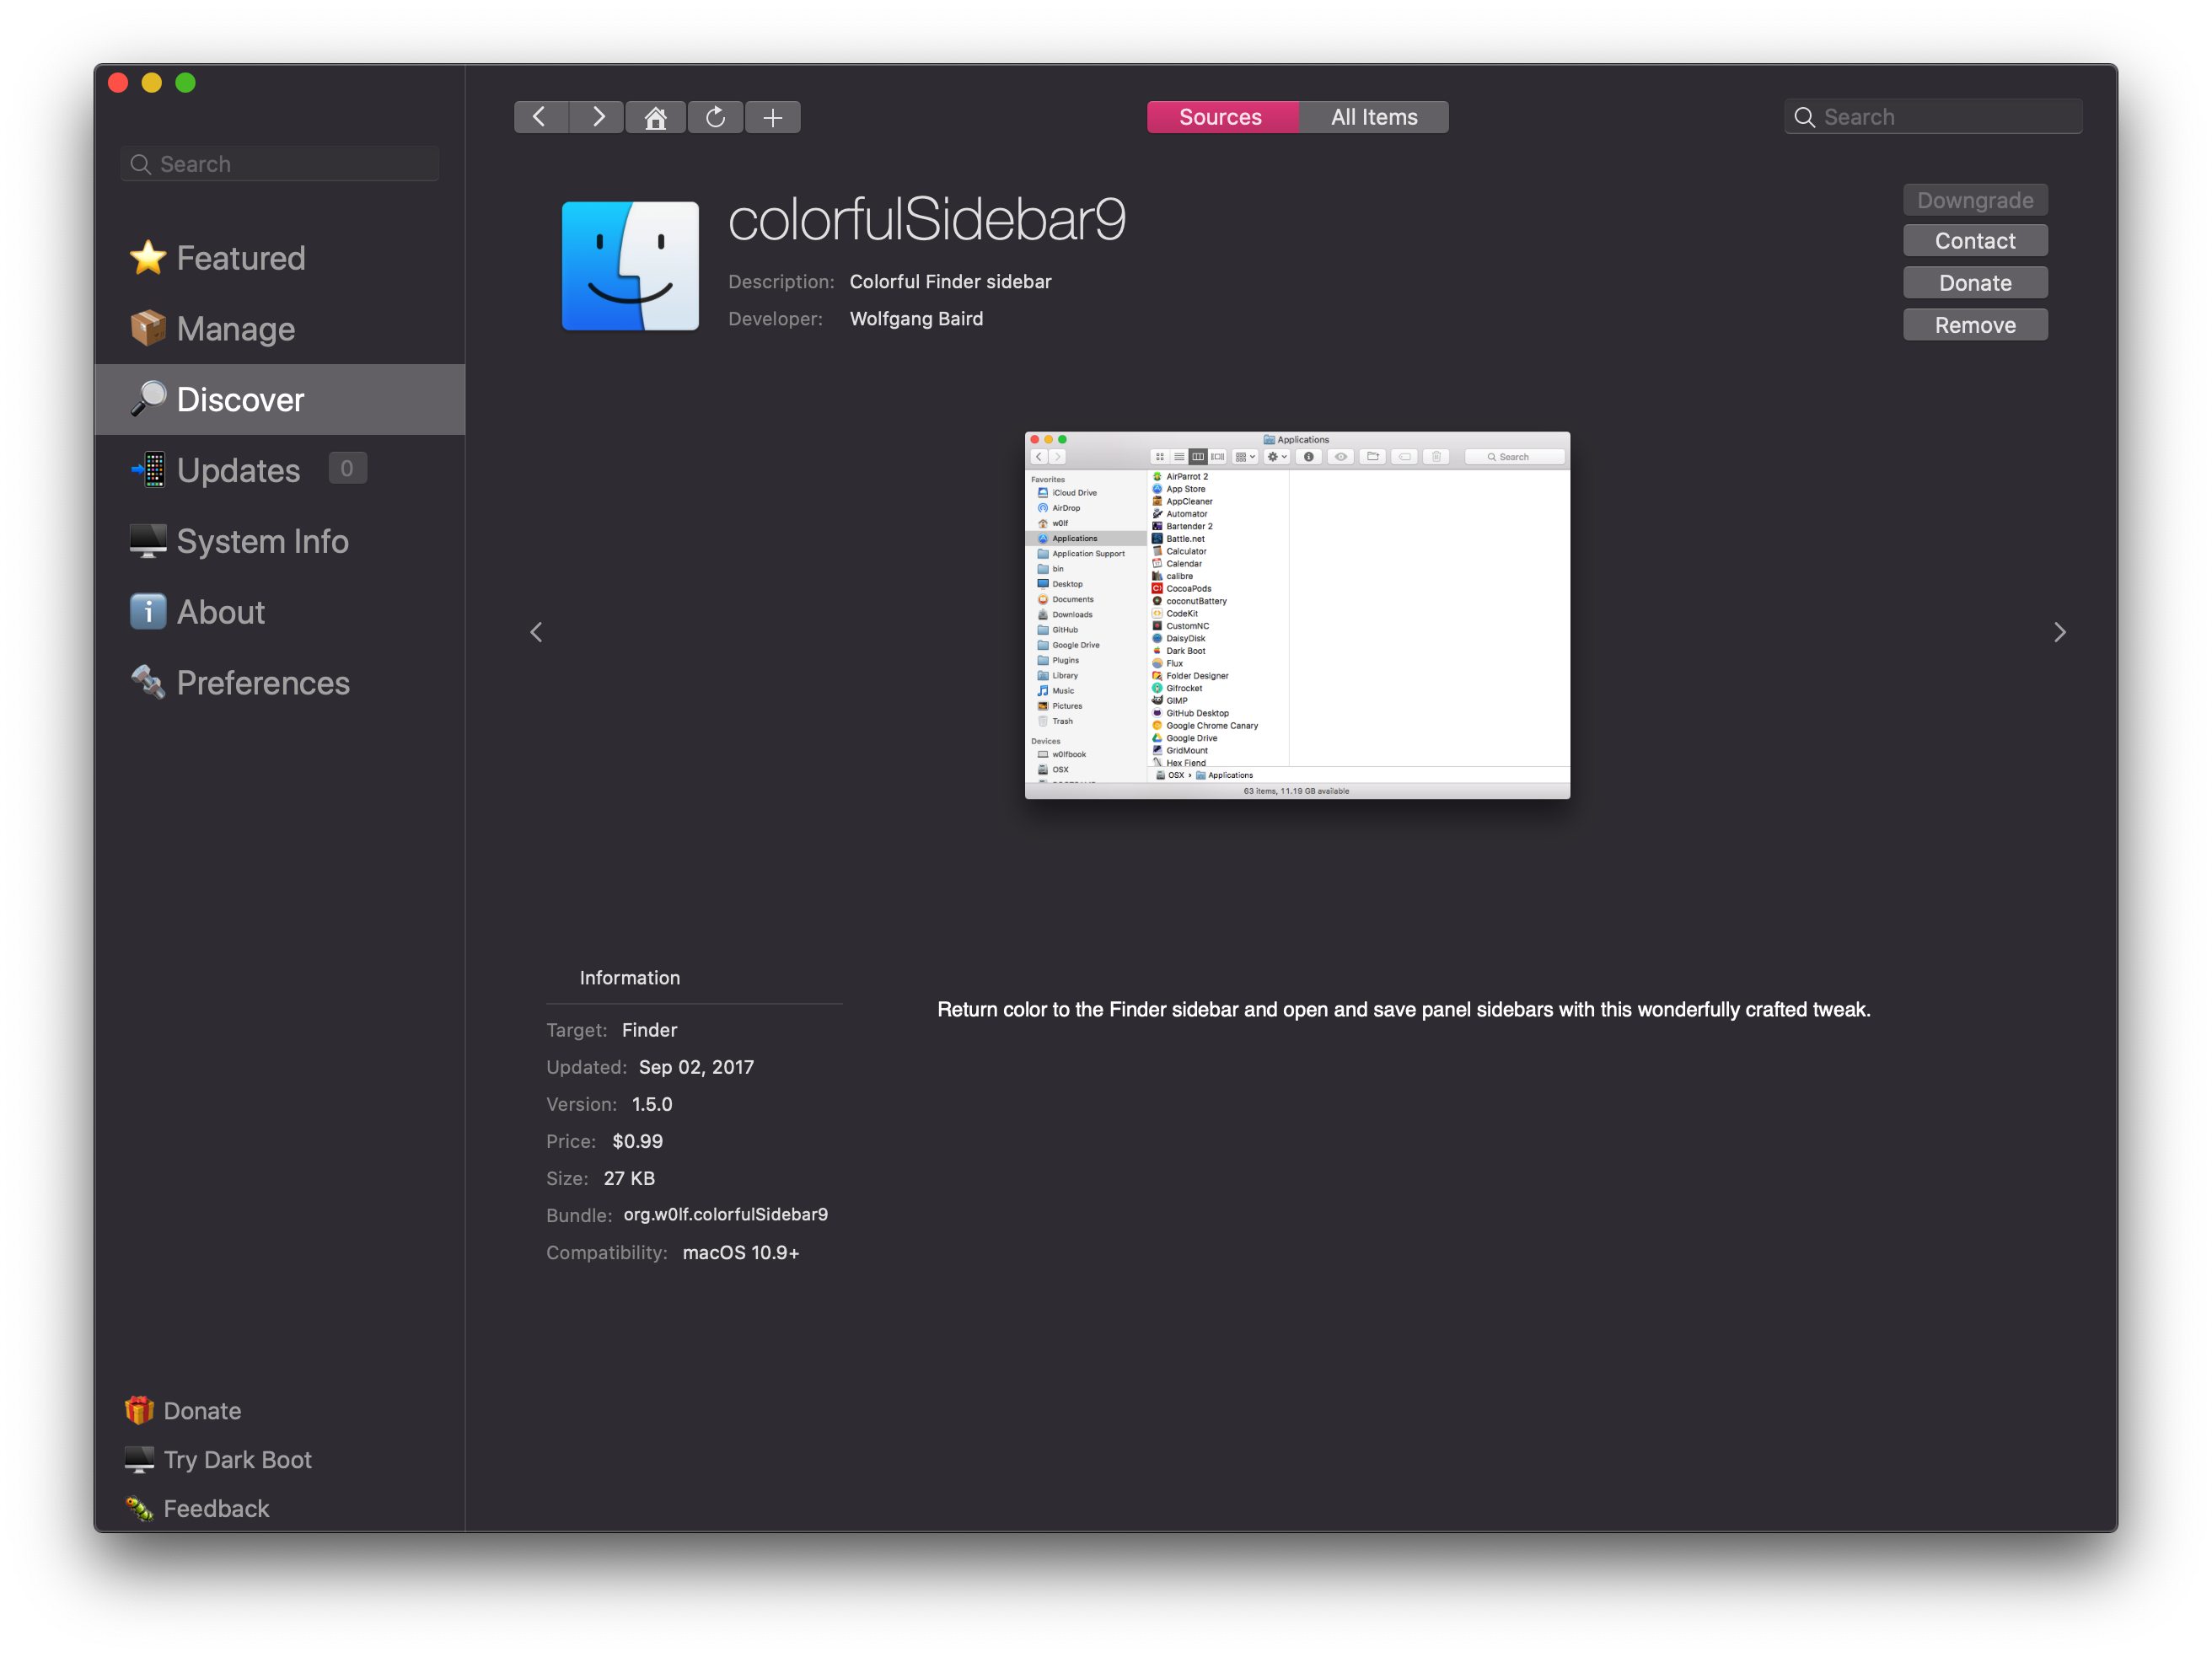 Sources All Items Search
Search
Featured
Manage
Discover
Updates 0
System Info
About
Preferences
Donate
Try Dark Boot
Feedback
colorfulSidebar9
Description: Colorful Finder sidebar
Developer: Wolfgang Baird
Downgrade
Contact
Donate
Remove
Applications
Search
Favorites
iCloud Drive
AirDrop
w0lf
Applications
Application Support
bin
Desktop
Documents
Downloads
GitHub
Google Drive
Plugins
Library
Music
Pictures
Trash
Devices
w0lfbook
OSX
AirParrot 2
App Store
AppCleaner
Automator
Bartender 2
Battle.net
Calculator
Calendar
calibre
CocoaPods
coconutBattery
CodeKit
CustomNC
DaisyDisk
Dark Boot
Flux
Folder Designer
Gifrocket
GIMP
GitHub Desktop
Google Chrome Canary
Google Drive
GridMount
Hex Fiend
OSX › Applications
63 items, 11.19 GB available
Information
Target: Finder
Updated: Sep 02, 2017
Version: 1.5.0
Price: $0.99
Size: 27 KB
Bundle: org.w0lf.colorfulSidebar9
Compatibility: macOS 10.9+
Return color to the Finder sidebar and open and save panel sidebars with this wonderfully crafted tweak.